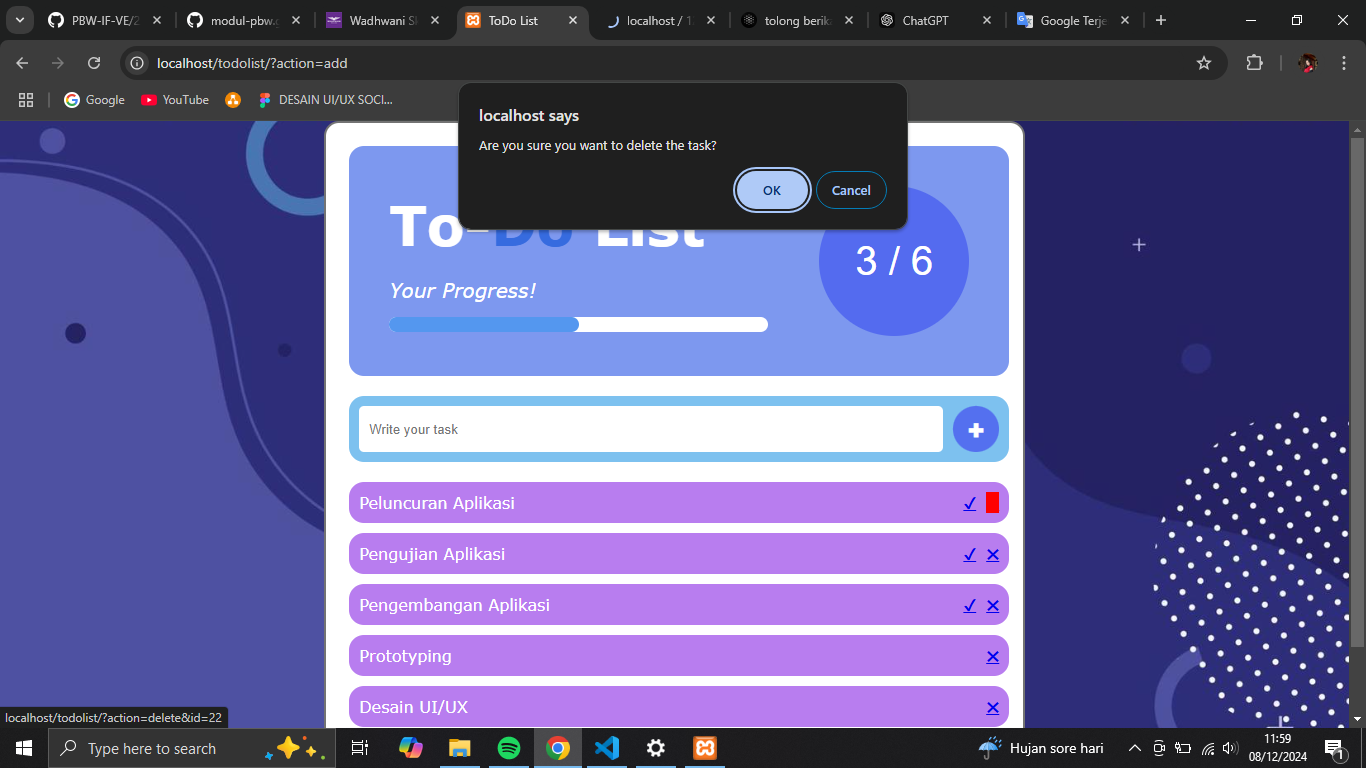 PBW-IF-VE/2
modul-pbw.c
Wadhwani Sk
ToDo List
localhost / 1
tolong berik
ChatGPT
Google Terje
localhost/todolist/?action=add
Google
YouTube
DESAIN UI/UX SOCI...
localhost says
Are you sure you want to delete the task?
OK
Cancel
To-Do List
3 / 6
Your Progress!
Write your task
Peluncuran Aplikasi
Pengujian Aplikasi
Pengembangan Aplikasi
Prototyping
Desain UI/UX
localhost/todolist/?action=delete&id=22
Type here to search
Hujan sore hari
11:59
08/12/2024
1